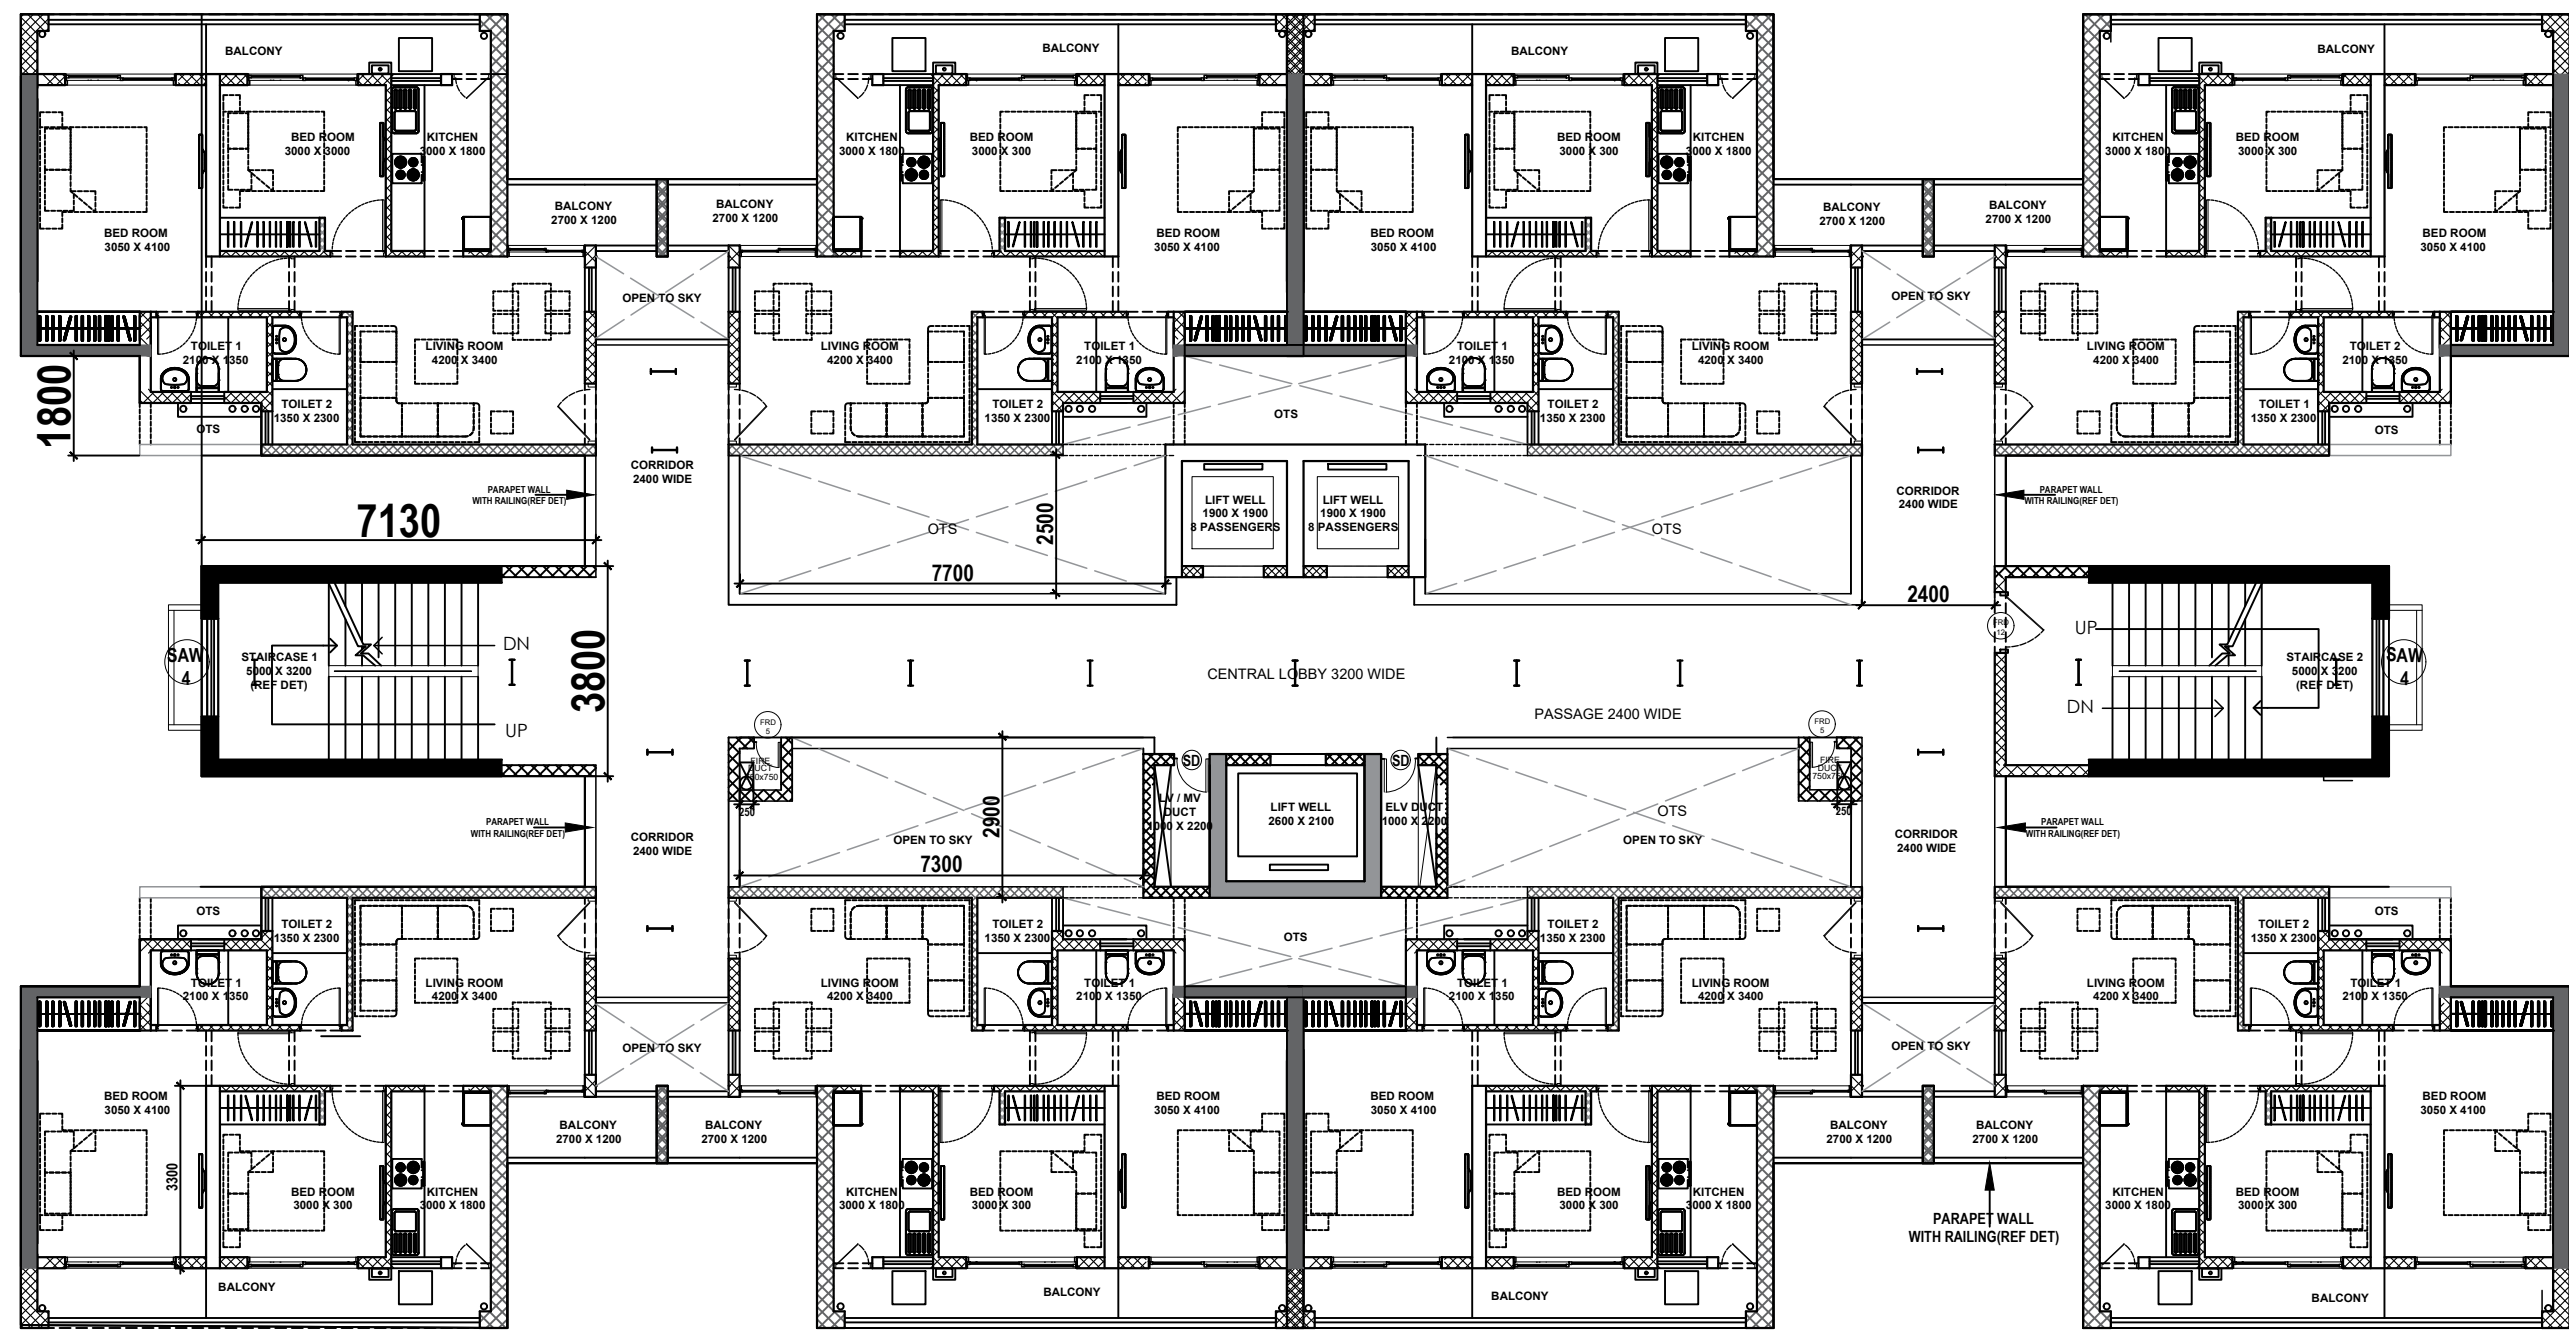 BALCONY
BALCONY
BALCONY
BALCONY
BED ROOM
3000 X 3000
KITCHEN
3000 X 1800
KITCHEN
3000 X 1800
BED ROOM
3000 X 300
BED ROOM
3000 X 300
KITCHEN
3000 X 1800
KITCHEN
3000 X 1800
BED ROOM
3000 X 300
BALCONY
2700 X 1200
BALCONY
2700 X 1200
BALCONY
2700 X 1200
BALCONY
2700 X 1200
BED ROOM
3050 X 4100
BED ROOM
3050 X 4100
BED ROOM
3050 X 4100
BED ROOM
3050 X 4100
OPEN TO SKY
OPEN TO SKY
TOILET 1
2100 X 1350
LIVING ROOM
4200 X 3400
LIVING ROOM
4200 X 3400
TOILET 1
2100 X 1350
TOILET 1
2100 X 1350
LIVING ROOM
4200 X 3400
LIVING ROOM
4200 X 3400
TOILET 2
2100 X 1350
1800
OTS
TOILET 2
1350 X 2300
TOILET 2
1350 X 2300
OTS
TOILET 2
1350 X 2300
TOILET 1
1350 X 2300
OTS
CORRIDOR
2400 WIDE
CORRIDOR
2400 WIDE
PARAPET WALL
WITH RAILING(REF DET)
PARAPET WALL
WITH RAILING(REF DET)
7130
OTS
2500
LIFT WELL
1900 X 1900
8 PASSENGERS
LIFT WELL
1900 X 1900
8 PASSENGERS
OTS
7700
2400
SAW
4
STAIRCASE 1
5000 X 3200
(REF DET)
DN
UP
3800
CENTRAL LOBBY 3200 WIDE
PASSAGE 2400 WIDE
FRD
12
UP
DN
STAIRCASE 2
5000 X 3200
(REF DET)
SAW
4
FRD
5
FRD
5
FIRE
DUCT
750x750
250
SD
SD
FIRE
DUCT
750x750
250
PARAPET WALL
WITH RAILING(REF DET)
CORRIDOR
2400 WIDE
OPEN TO SKY
2900
7300
LV / MV
DUCT
1000 X 2200
LIFT WELL
2600 X 2100
ELV DUCT
1000 X 2200
OTS
OPEN TO SKY
CORRIDOR
2400 WIDE
PARAPET WALL
WITH RAILING(REF DET)
OTS
TOILET 2
1350 X 2300
TOILET 2
1350 X 2300
OTS
TOILET 2
1350 X 2300
TOILET 2
1350 X 2300
OTS
TOILET 1
2100 X 1350
LIVING ROOM
4200 X 3400
LIVING ROOM
4200 X 3400
TOILET 1
2100 X 1350
TOILET 1
2100 X 1350
LIVING ROOM
4200 X 3400
LIVING ROOM
4200 X 3400
TOILET 1
2100 X 1350
OPEN TO SKY
OPEN TO SKY
BED ROOM
3050 X 4100
BED ROOM
3050 X 4100
BED ROOM
3050 X 4100
BED ROOM
3050 X 4100
BALCONY
2700 X 1200
BALCONY
2700 X 1200
BALCONY
2700 X 1200
BALCONY
2700 X 1200
3300
BED ROOM
3000 X 300
KITCHEN
3000 X 1800
KITCHEN
3000 X 1800
BED ROOM
3000 X 300
BED ROOM
3000 X 300
KITCHEN
3000 X 1800
KITCHEN
3000 X 1800
BED ROOM
3000 X 300
PARAPET WALL
WITH RAILING(REF DET)
BALCONY
BALCONY
BALCONY
BALCONY